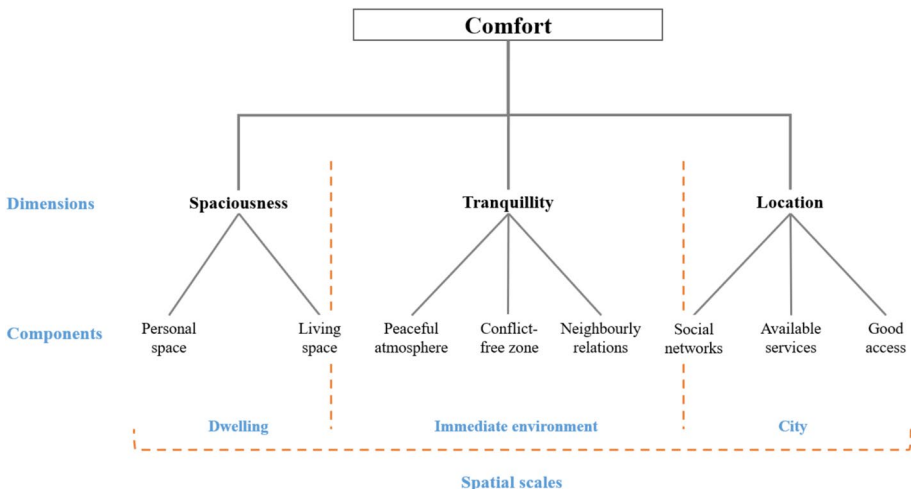 Comfort
Dimensions
Spaciousness
Tranquillity
Location
Components
Personal
space
Living
space
Peaceful
atmosphere
Conflict-
free zone
Neighbourly
relations
Social
networks
Available
services
Good
access
Dwelling
Immediate environment
City
Spatial scales